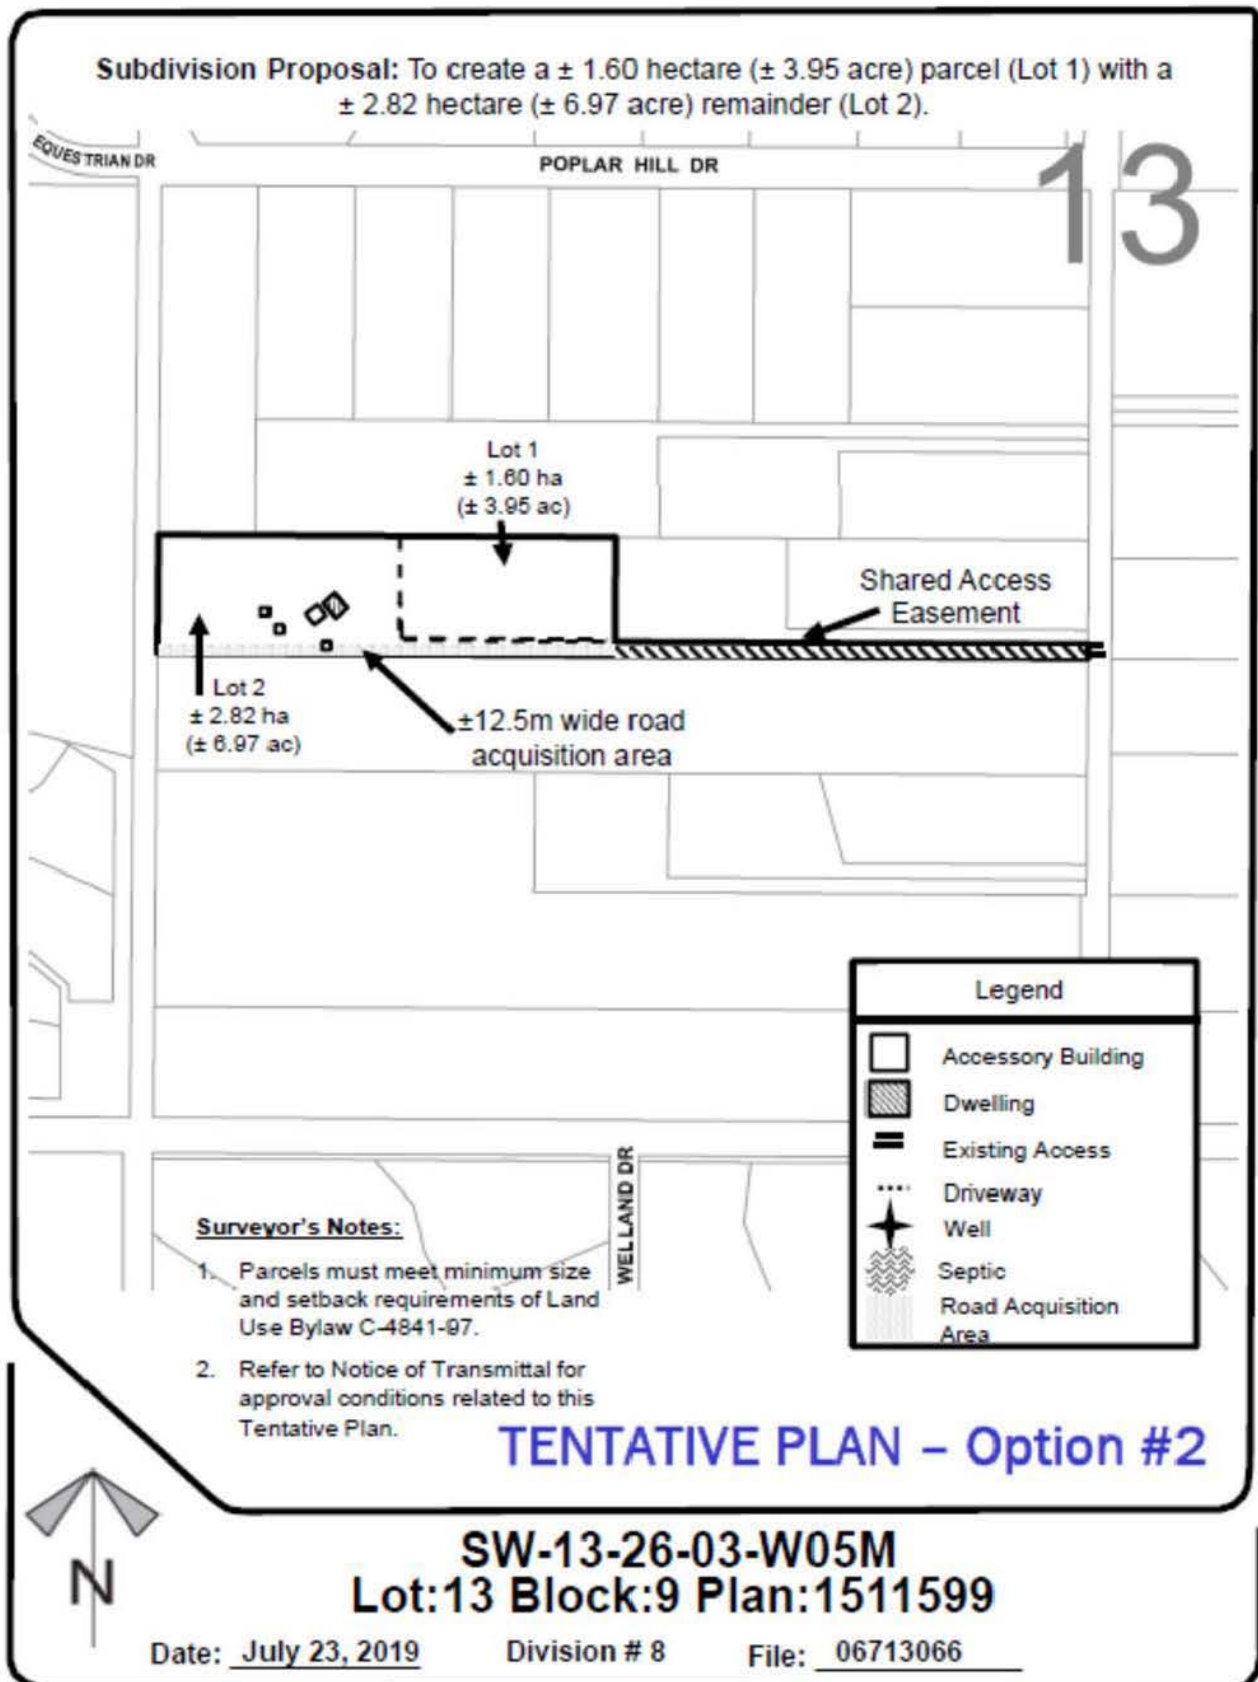 Subdivision Proposal: To create a ± 1.60 hectare (± 3.95 acre) parcel (Lot 1) with a
± 2.82 hectare (± 6.97 acre) remainder (Lot 2).
EQUESTRIAN DR
POPLAR HILL DR
13
Lot 1
± 1.60 ha
(± 3.95 ac)
Shared Access
Easement
Lot 2
± 2.82 ha
(± 6.97 ac)
±12.5m wide road
acquisition area
Legend
Accessory Building
Dwelling
Existing Access
Driveway
Well
Septic
Road Acquisition
Area
WELLAND DR
Surveyor's Notes:
1. Parcels must meet minimum size
and setback requirements of Land
Use Bylaw C-4841-97.
2. Refer to Notice of Transmittal for
approval conditions related to this
Tentative Plan.
TENTATIVE PLAN – Option #2
N
SW-13-26-03-W05M
Lot:13 Block:9 Plan:1511599
Date: July 23, 2019 Division # 8 File: 06713066